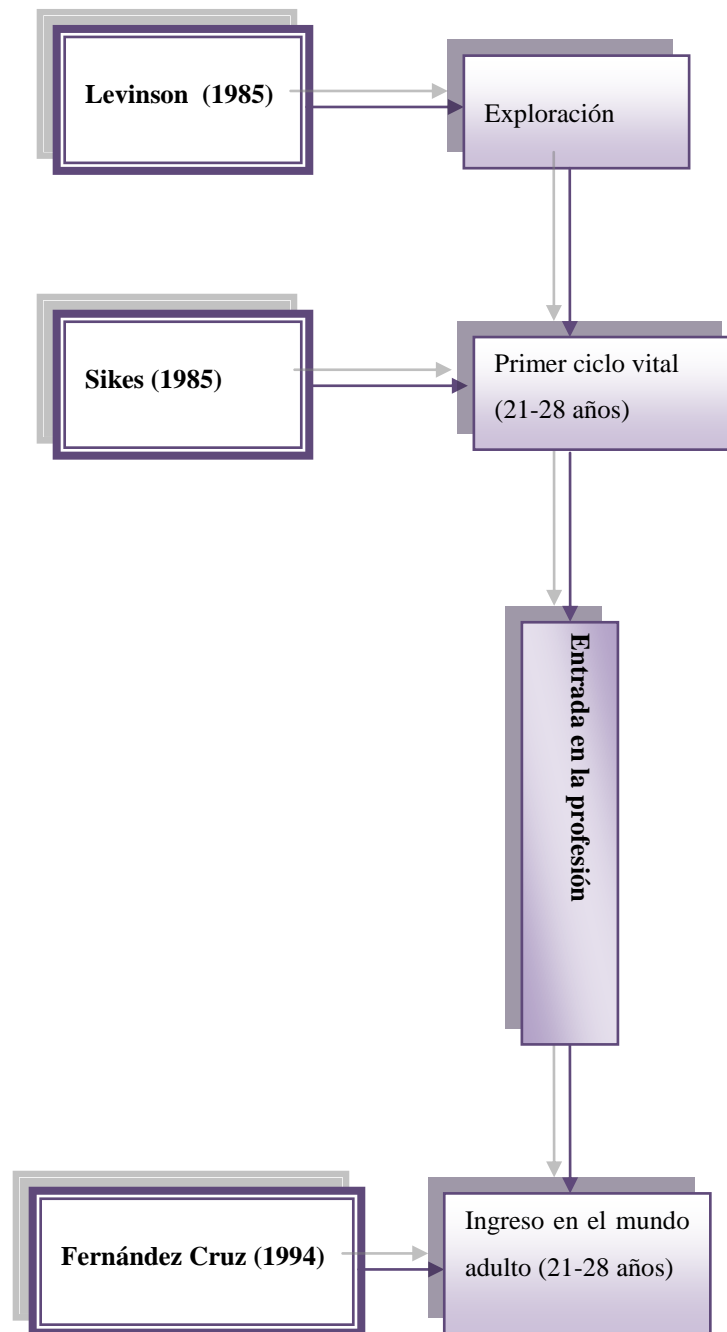 Levinson (1985)
Exploración
Sikes (1985)
Primer ciclo vital
(21-28 años)
Entrada en la profesión
Fernández Cruz (1994)
Ingreso en el mundo
adulto (21-28 años)